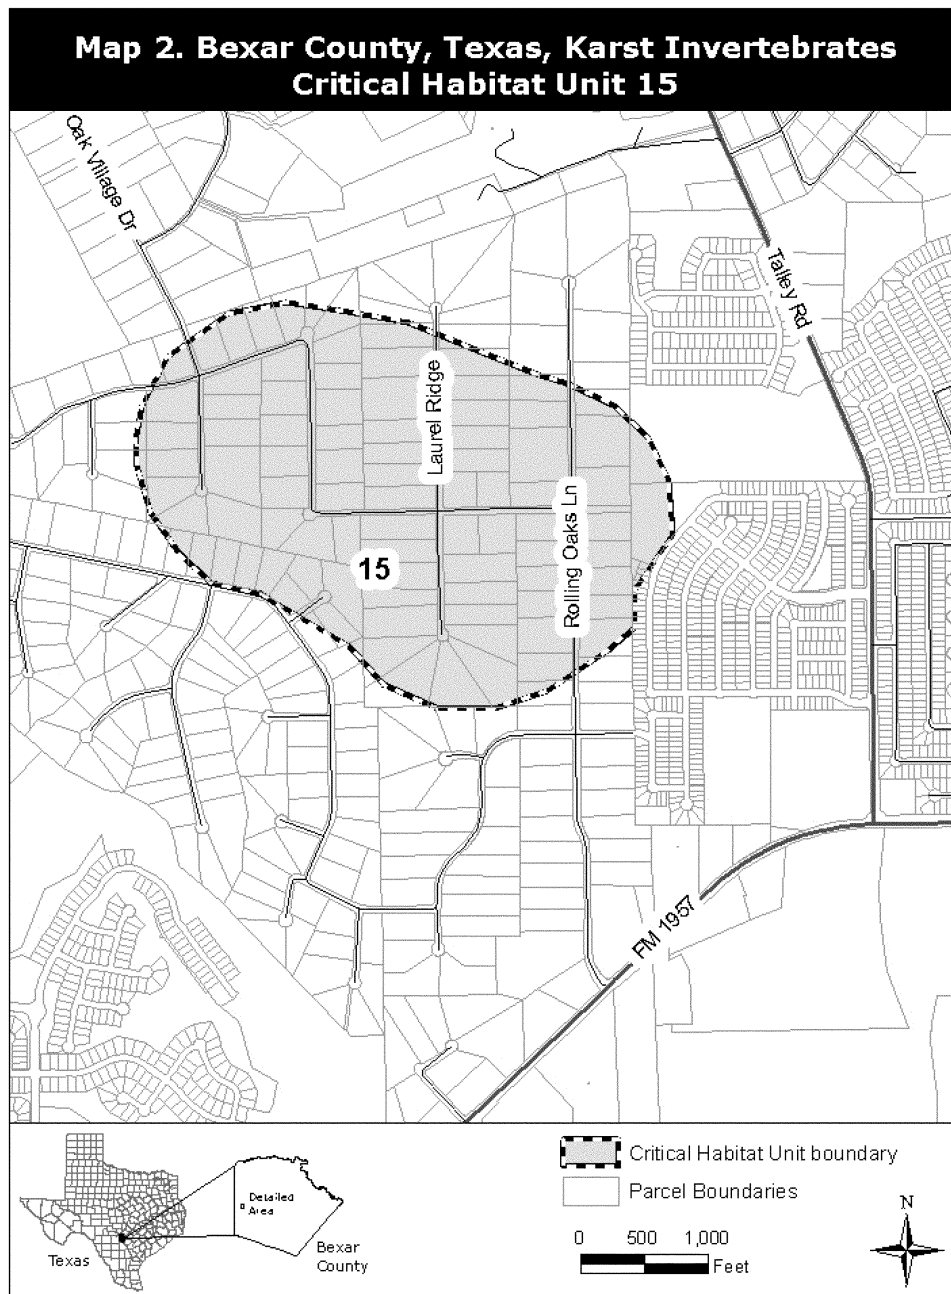 Map 2. Bexar County, Texas, Karst Invertebrates
Critical Habitat Unit 15
Oak Village Dr
Talley Rd
Laurel Ridge
Rolling Oaks Ln
15
FM 1957
Critical Habitat Unit boundary
Parcel Boundaries
0 500 1,000
Feet
N
Texas
Detailed
Area
Bexar
County